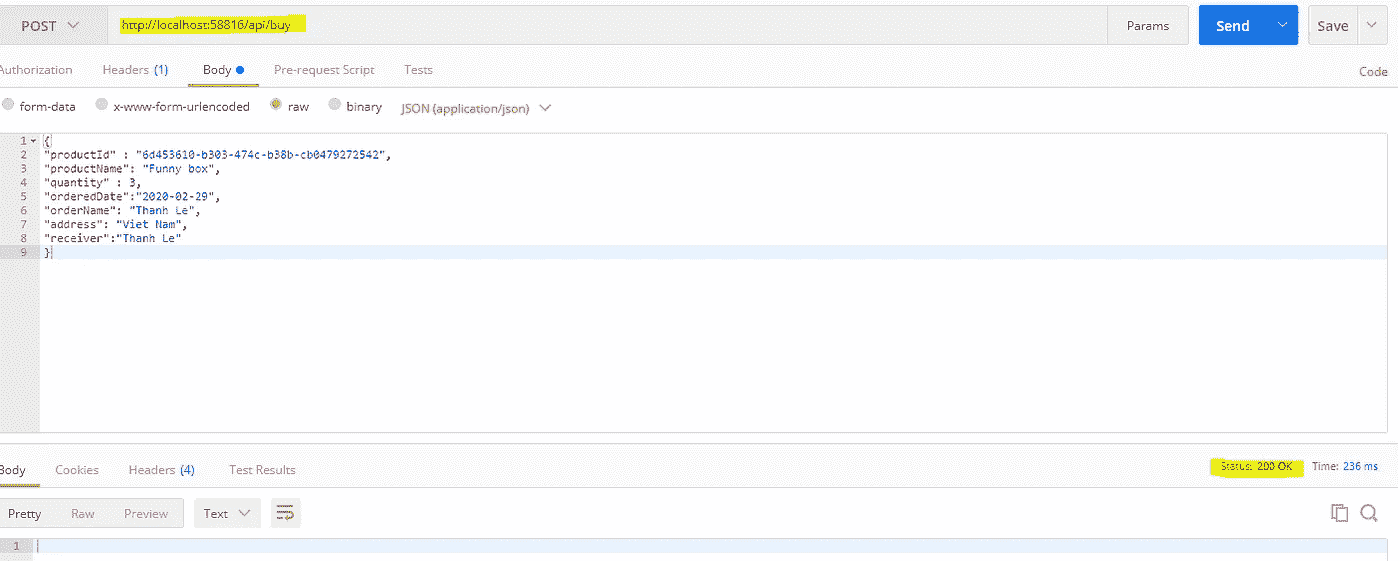 POST http://localhost:58816/api/buy Params Send Save
Authorization Headers (1) Body Pre-request Script Tests Code
form-data x-www-form-urlencoded raw binary JSON (application/json)
1 {
2 "productId" : "6d453610-b303-474c-b38b-cb0479272542",
3 "productName": "Funny box",
4 "quantity" : 3,
5 "orderedDate":"2020-02-29",
6 "orderName": "Thanh Le",
7 "address": "Viet Nam",
8 "receiver":"Thanh Le"
9 }
Body Cookies Headers (4) Test Results Status: 200 OK Time: 236 ms
Pretty Raw Preview Text
1